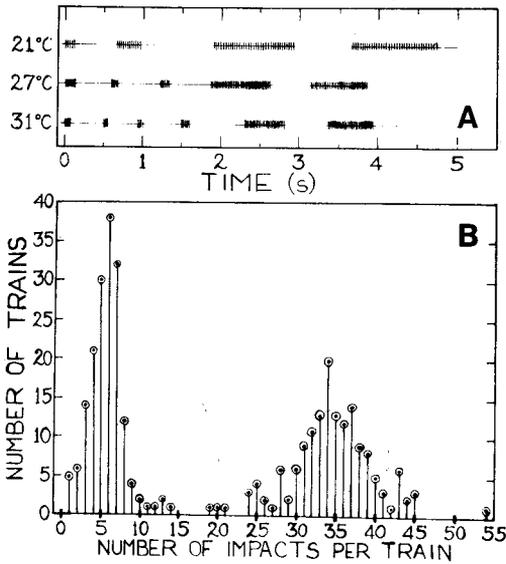 21°C
27°C
31°C
A
0 1 2 3 4 5
TIME (s)
B
40
35
30
25
20
15
10
5
0
NUMBER OF TRAINS
0 5 10 15 20 25 30 35 40 45 50 55
NUMBER OF IMPACTS PER TRAIN